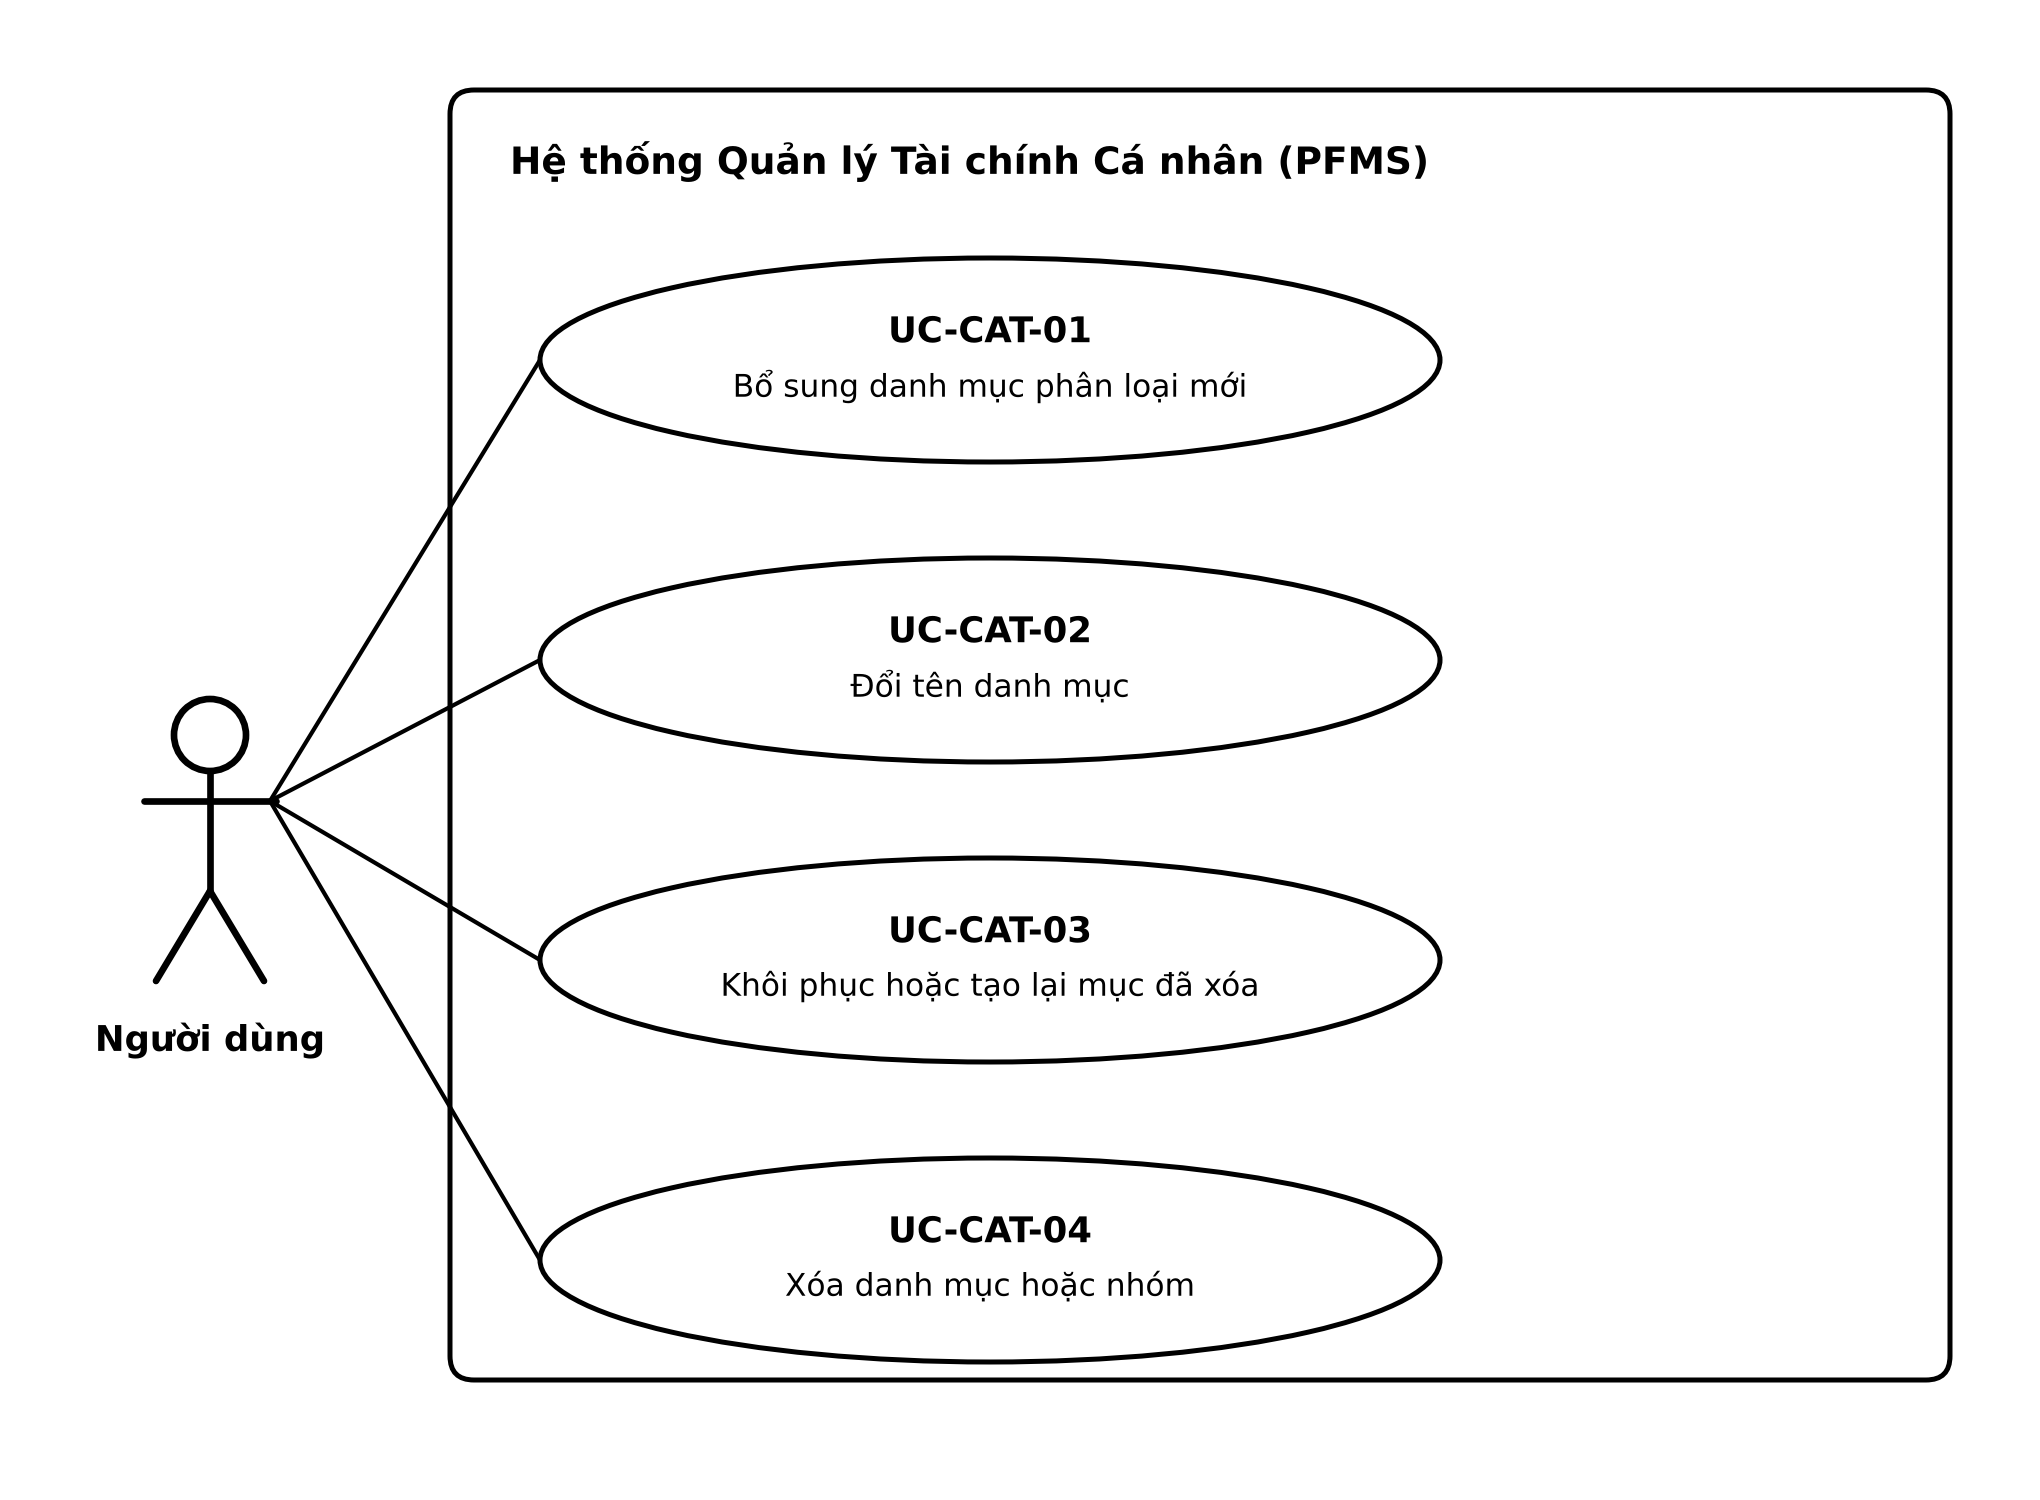 Hệ thống Quản lý Tài chính Cá nhân (PFMS)
UC-CAT-01
Bổ sung danh mục phân loại mới
UC-CAT-02
Đổi tên danh mục
UC-CAT-03
Khôi phục hoặc tạo lại mục đã xóa
Người dùng
UC-CAT-04
Xóa danh mục hoặc nhóm